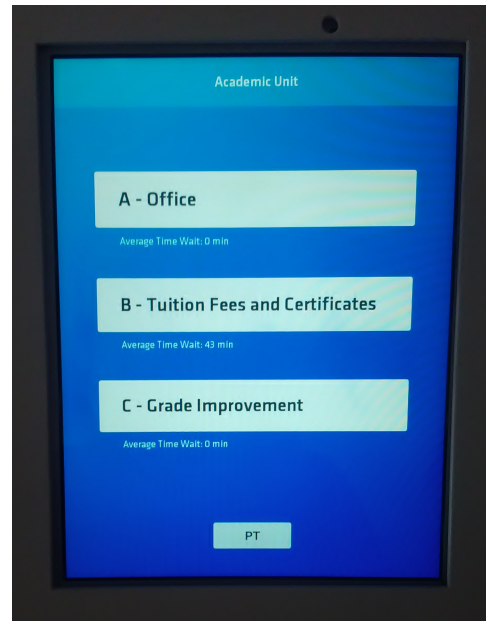 Academic Unit
A - Office
Average Time Wait: 0 min
B - Tuition Fees and Certificates
Average Time Wait: 43 min
C - Grade Improvement
Average Time Wait: 0 min
PT